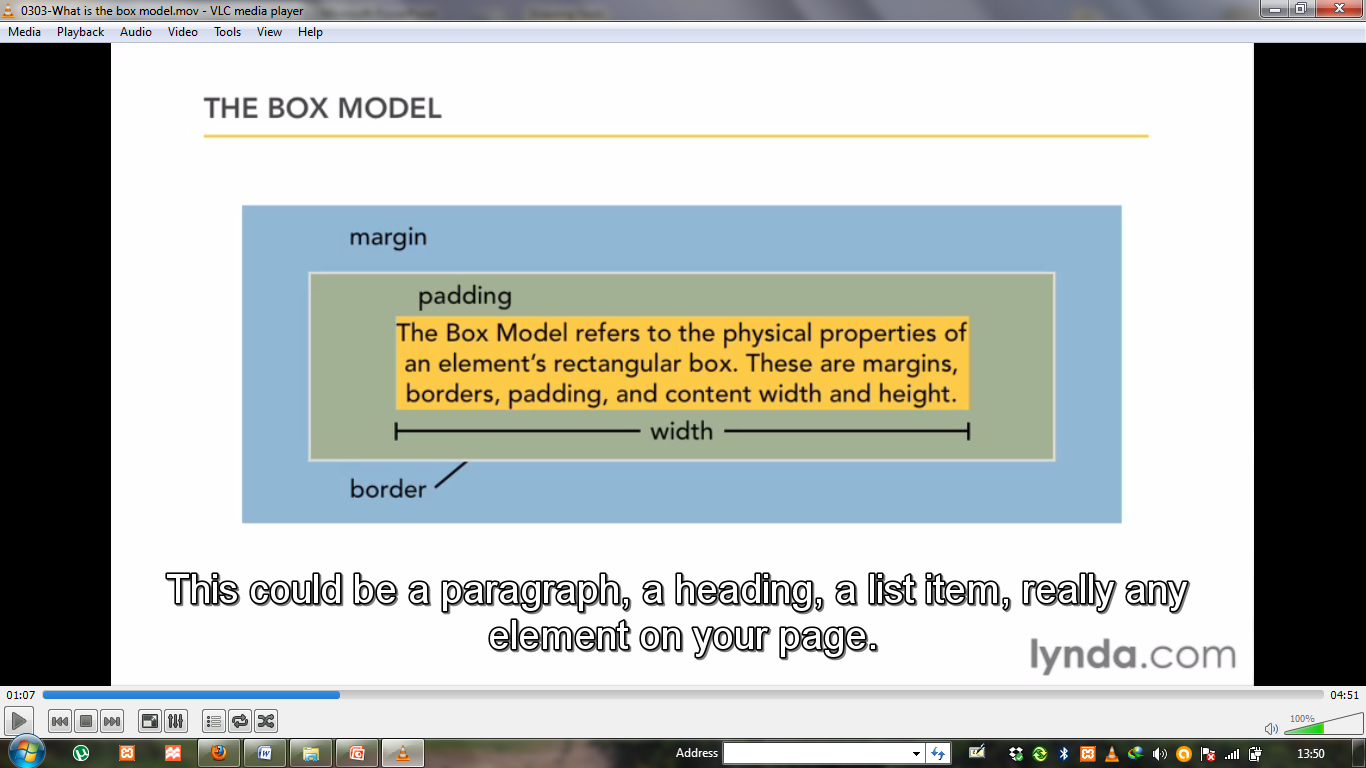 0303-What is the box model.mov - VLC media player
Media Playback Audio Video Tools View Help
THE BOX MODEL
margin
padding
The Box Model refers to the physical properties of
an element's rectangular box. These are margins,
borders, padding, and content width and height.
width
border
This could be a paragraph, a heading, a list item, really any
element on your page.
lynda.com
01:07
04:51
100%
Address
13:50